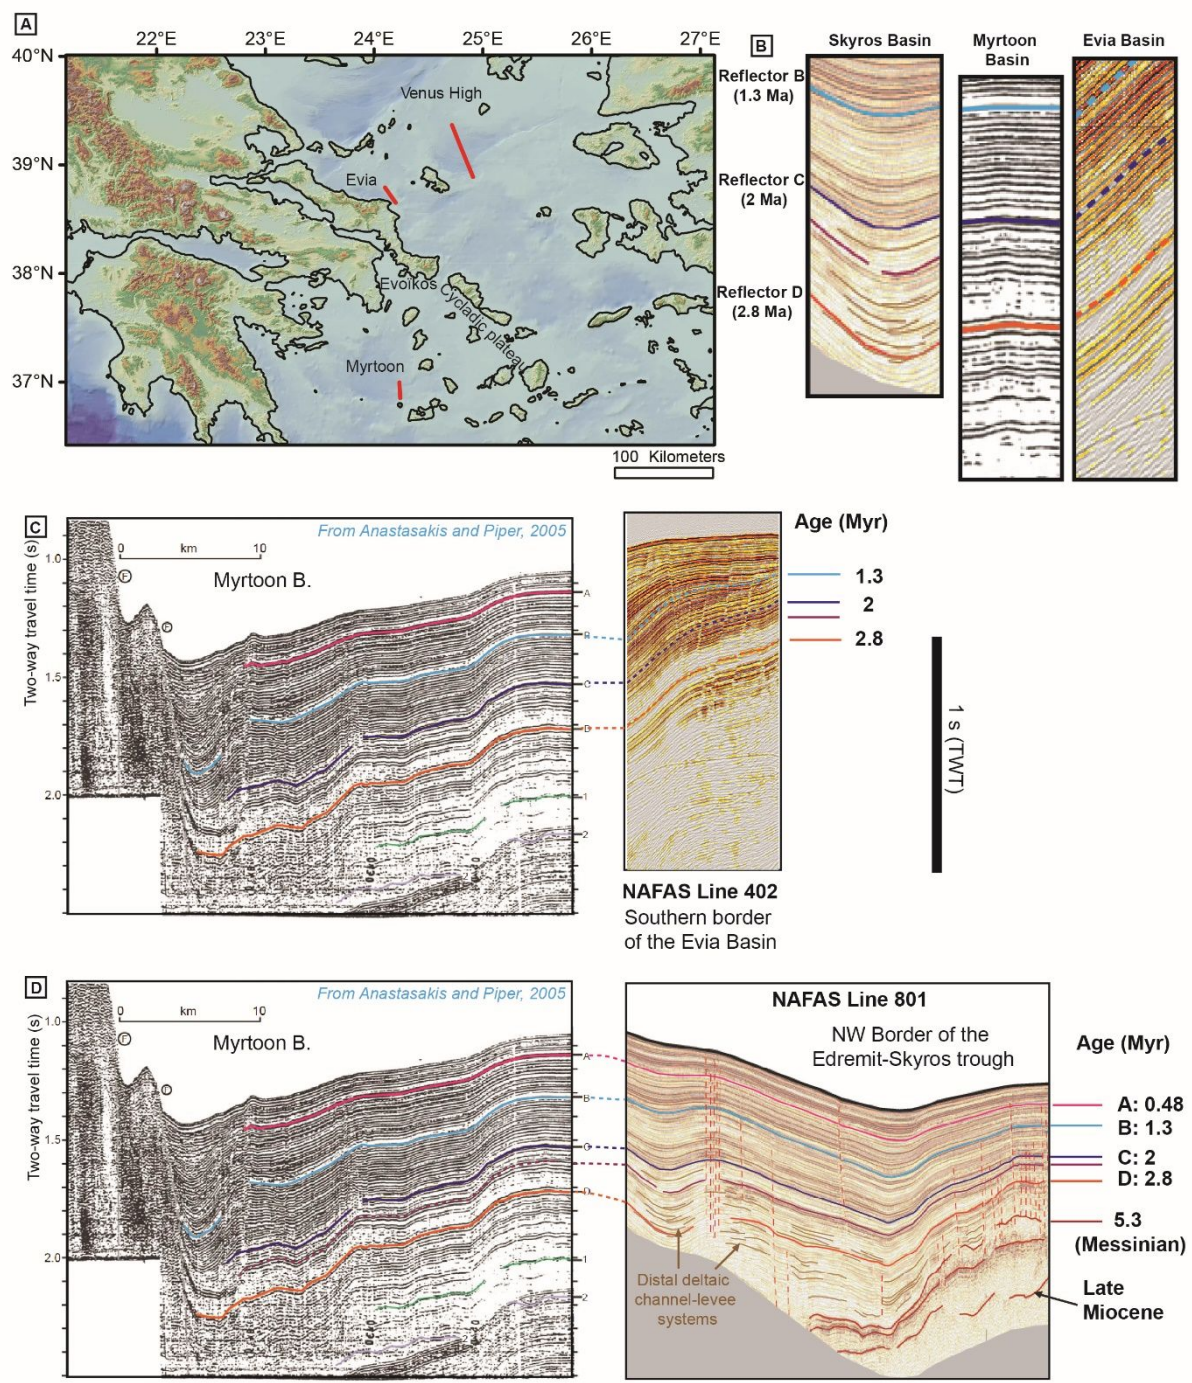 A
22°E 23°E 24°E 25°E 26°E 27°E
40°N
39°N
38°N
37°N
Venus High
Evia
Evoikos
Cycladic plateau
Myrtoon
100 Kilometers
B
Skyros Basin
Myrtoon
Basin
Evia Basin
Reflector B
(1.3 Ma)
Reflector C
(2 Ma)
Reflector D
(2.8 Ma)
C
Two-way travel time (s)
1.0
1.5
2.0
From Anastasakis and Piper, 2005
0 km 10
Myrtoon B.
F
F
A
B
C
D
1
2
NAFAS Line 402
Southern border
of the Evia Basin
Age (Myr)
1.3
2
2.8
1 s (TWT)
D
Two-way travel time (s)
1.0
1.5
2.0
From Anastasakis and Piper, 2005
0 km 10
Myrtoon B.
F
F
A
B
C
D
1
2
NAFAS Line 801
NW Border of the
Edremit-Skyros trough
Distal deltaic
channel-levee
systems
Age (Myr)
A: 0.48
B: 1.3
C: 2
D: 2.8
5.3
(Messinian)
Late
Miocene